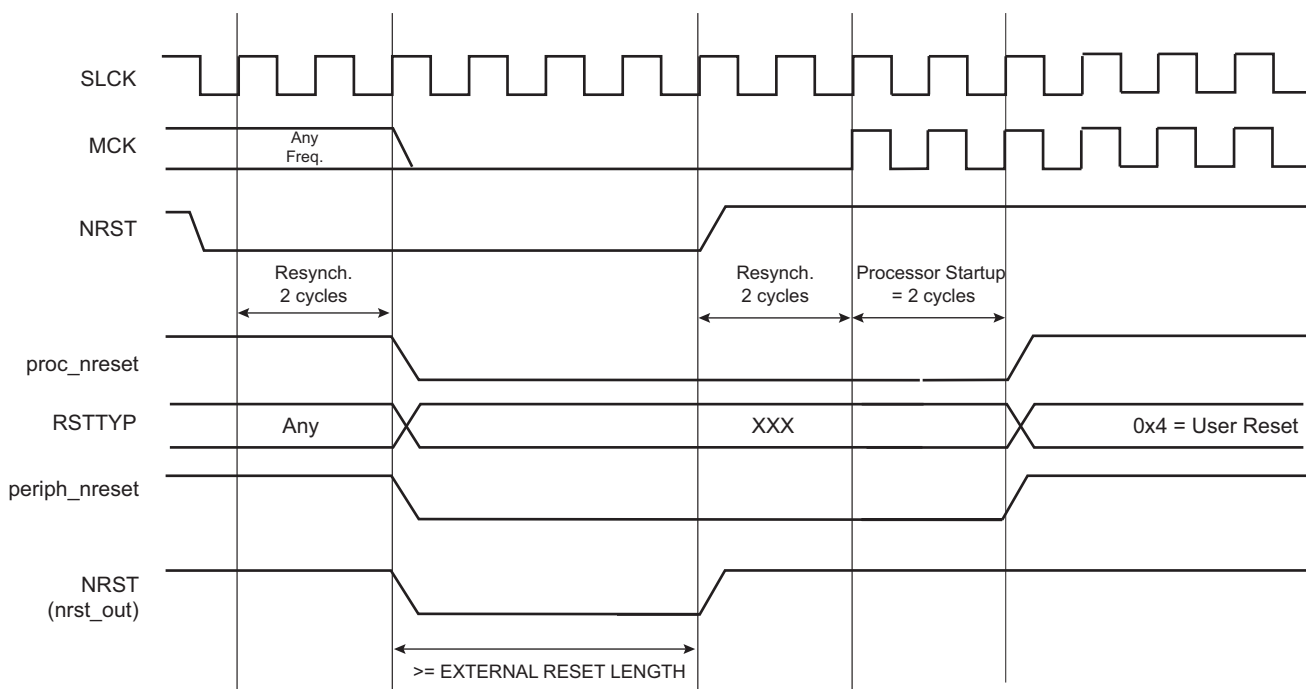 SLCK
MCK
Any
Freq.
NRST
Resynch.
2 cycles
Resynch.
2 cycles
Processor Startup
= 2 cycles
proc_nreset
RSTTYP
Any
XXX
0x4 = User Reset
periph_nreset
NRST
(nrst_out)
>= EXTERNAL RESET LENGTH